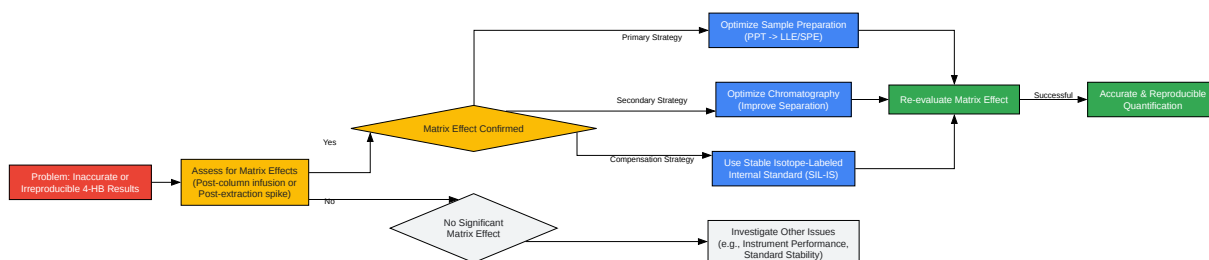 Problem: Inaccurate or
Irreproducible 4-HB Results
Assess for Matrix Effects
(Post-column infusion or
Post-extraction spike)
Yes
No
Matrix Effect Confirmed
No Significant
Matrix Effect
Primary Strategy
Secondary Strategy
Compensation Strategy
Optimize Sample Preparation
(PPT -> LLE/SPE)
Optimize Chromatography
(Improve Separation)
Use Stable Isotope-Labeled
Internal Standard (SIL-IS)
Investigate Other Issues
(e.g., Instrument Performance,
Standard Stability)
Re-evaluate Matrix Effect
Successful
Accurate & Reproducible
Quantification